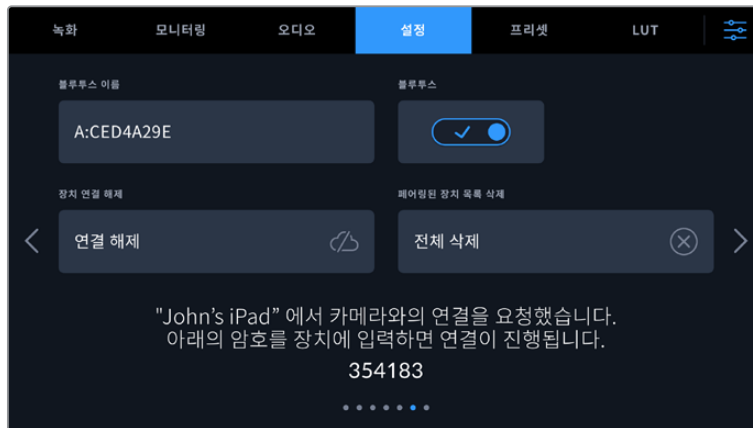 녹화 모니터링 오디오 설정 프리셋 LUT
블루투스 이름 블루투스
A:CED4A29E
장치 연결 해제 페어링된 장치 목록 삭제
연결 해제 전체 삭제
"John’s iPad” 에서 카메라와의 연결을 요청했습니다.
아래의 암호를 장치에 입력하면 연결이 진행됩니다.
354183